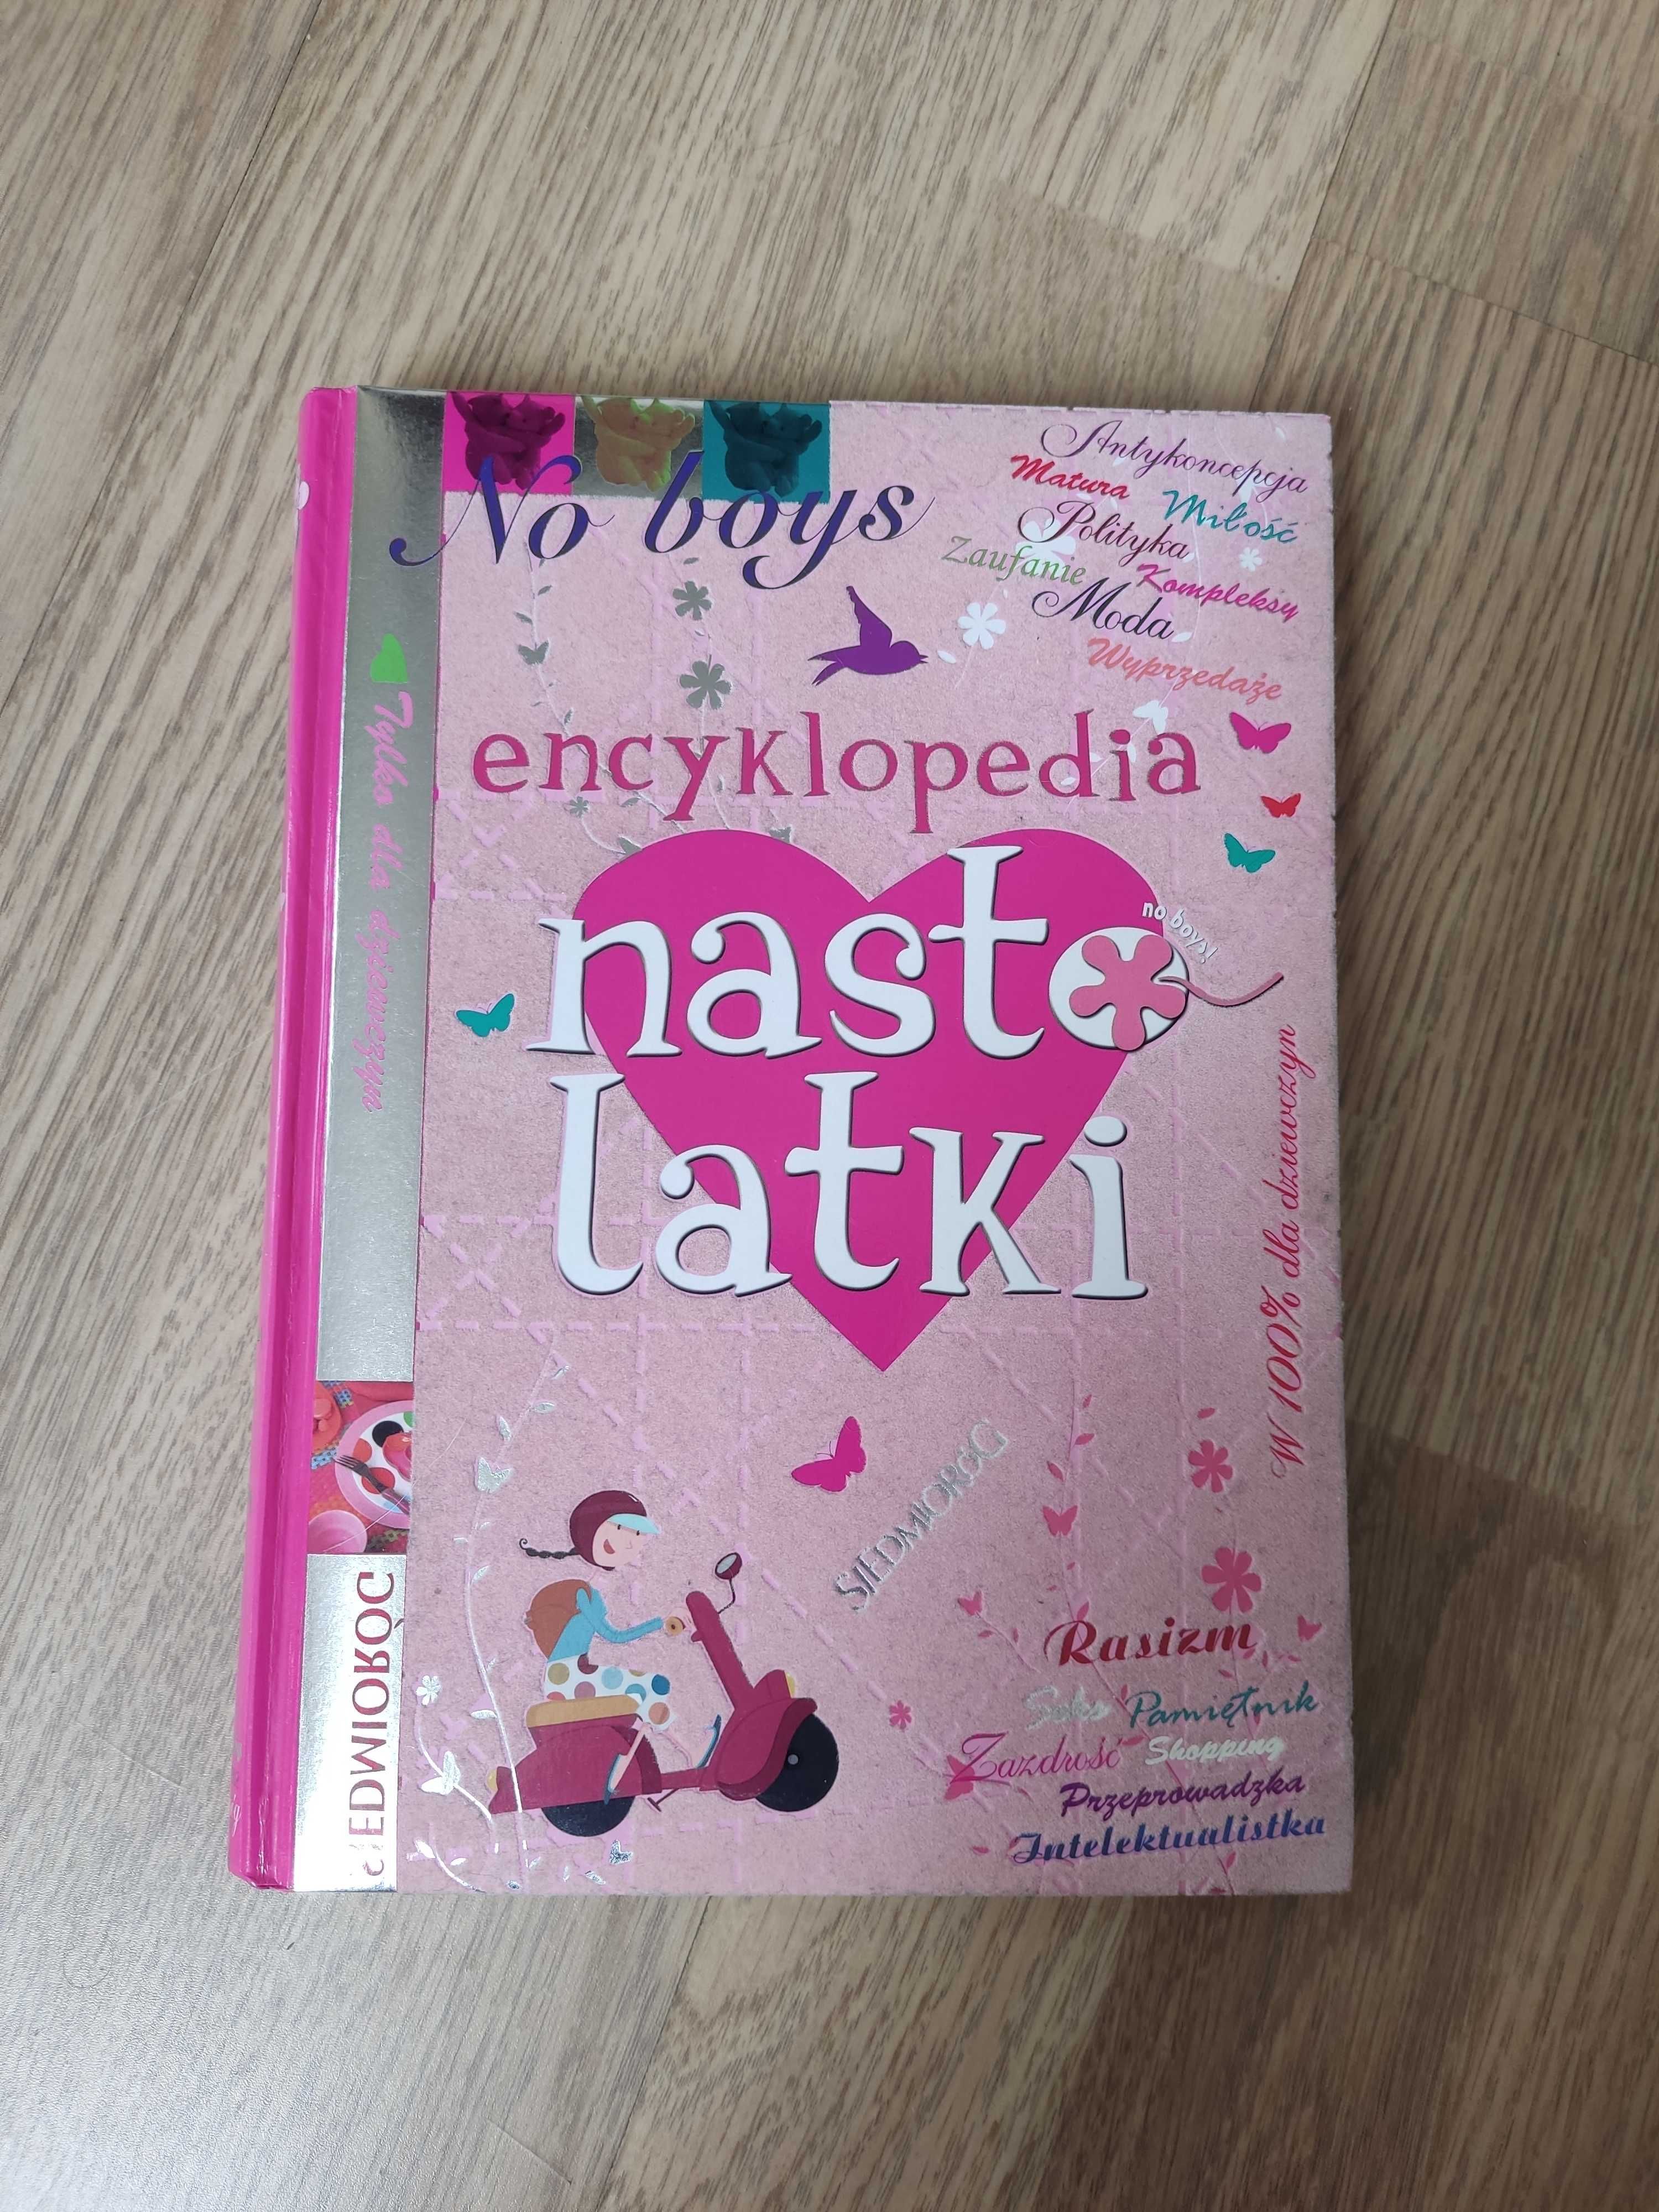 No boys
Antykoncepcja
Matura Miłość
Polityka
Zaufanie Kompleksy
Moda
Wyprzedaże
encyklopedia
nasto
no boys!
latki
W 100% dla dziewczyn
SIEDMIORÓG
Rasizm
Seks Pamiętnik
Zazdrość Shopping
Przeprowadzka
Intelektualistka
Tylko dla dziewczyn
SIEDMIORÓG